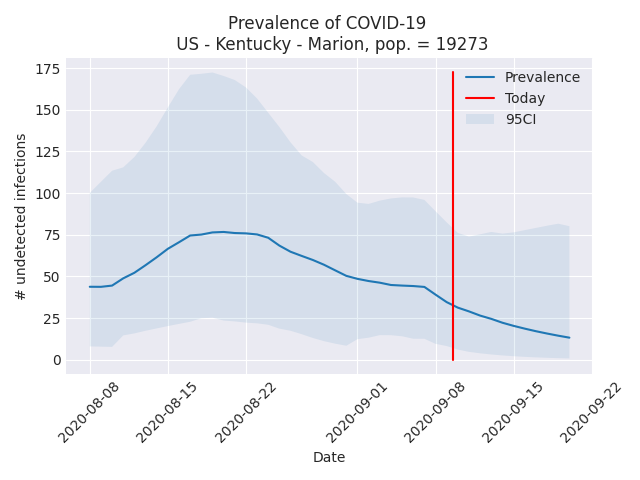 Prevalence of COVID-19
US - Kentucky - Marion, pop. = 19273
Prevalence
Today
95CI
# undetected infections
175
150
125
100
75
50
25
0
2020-08-08
2020-08-15
2020-08-22
2020-09-01
2020-09-08
2020-09-15
2020-09-22
Date